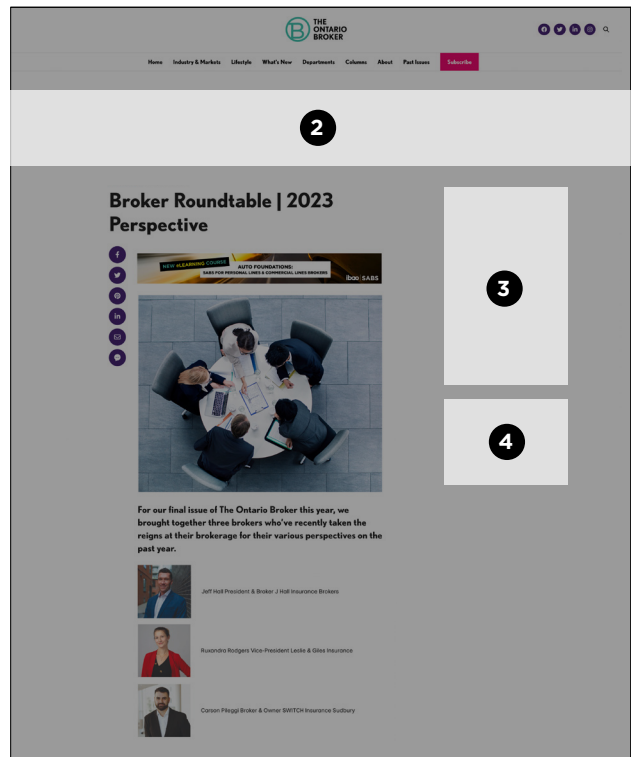 THE
ONTARIO
BROKER
Home Industry & Markets Lifestyle What's New Departments Columns About Past Issues Subscribe
2
Broker Roundtable | 2023
Perspective
NEW eLEARNING COURSE
AUTO FOUNDATIONS:
SABS FOR PERSONAL LINES & COMMERCIAL LINES BROKERS
ibao SABS
3
4
For our final issue of The Ontario Broker this year, we
brought together three brokers who've recently taken the
reigns at their brokerage for their various perspectives on the
past year.
Jeff Hall President & Broker J Hall Insurance Brokers
Ruxandra Rodgers Vice-President Leslie & Giles Insurance
Carson Pileggi Broker & Owner SWITCH Insurance Sudbury